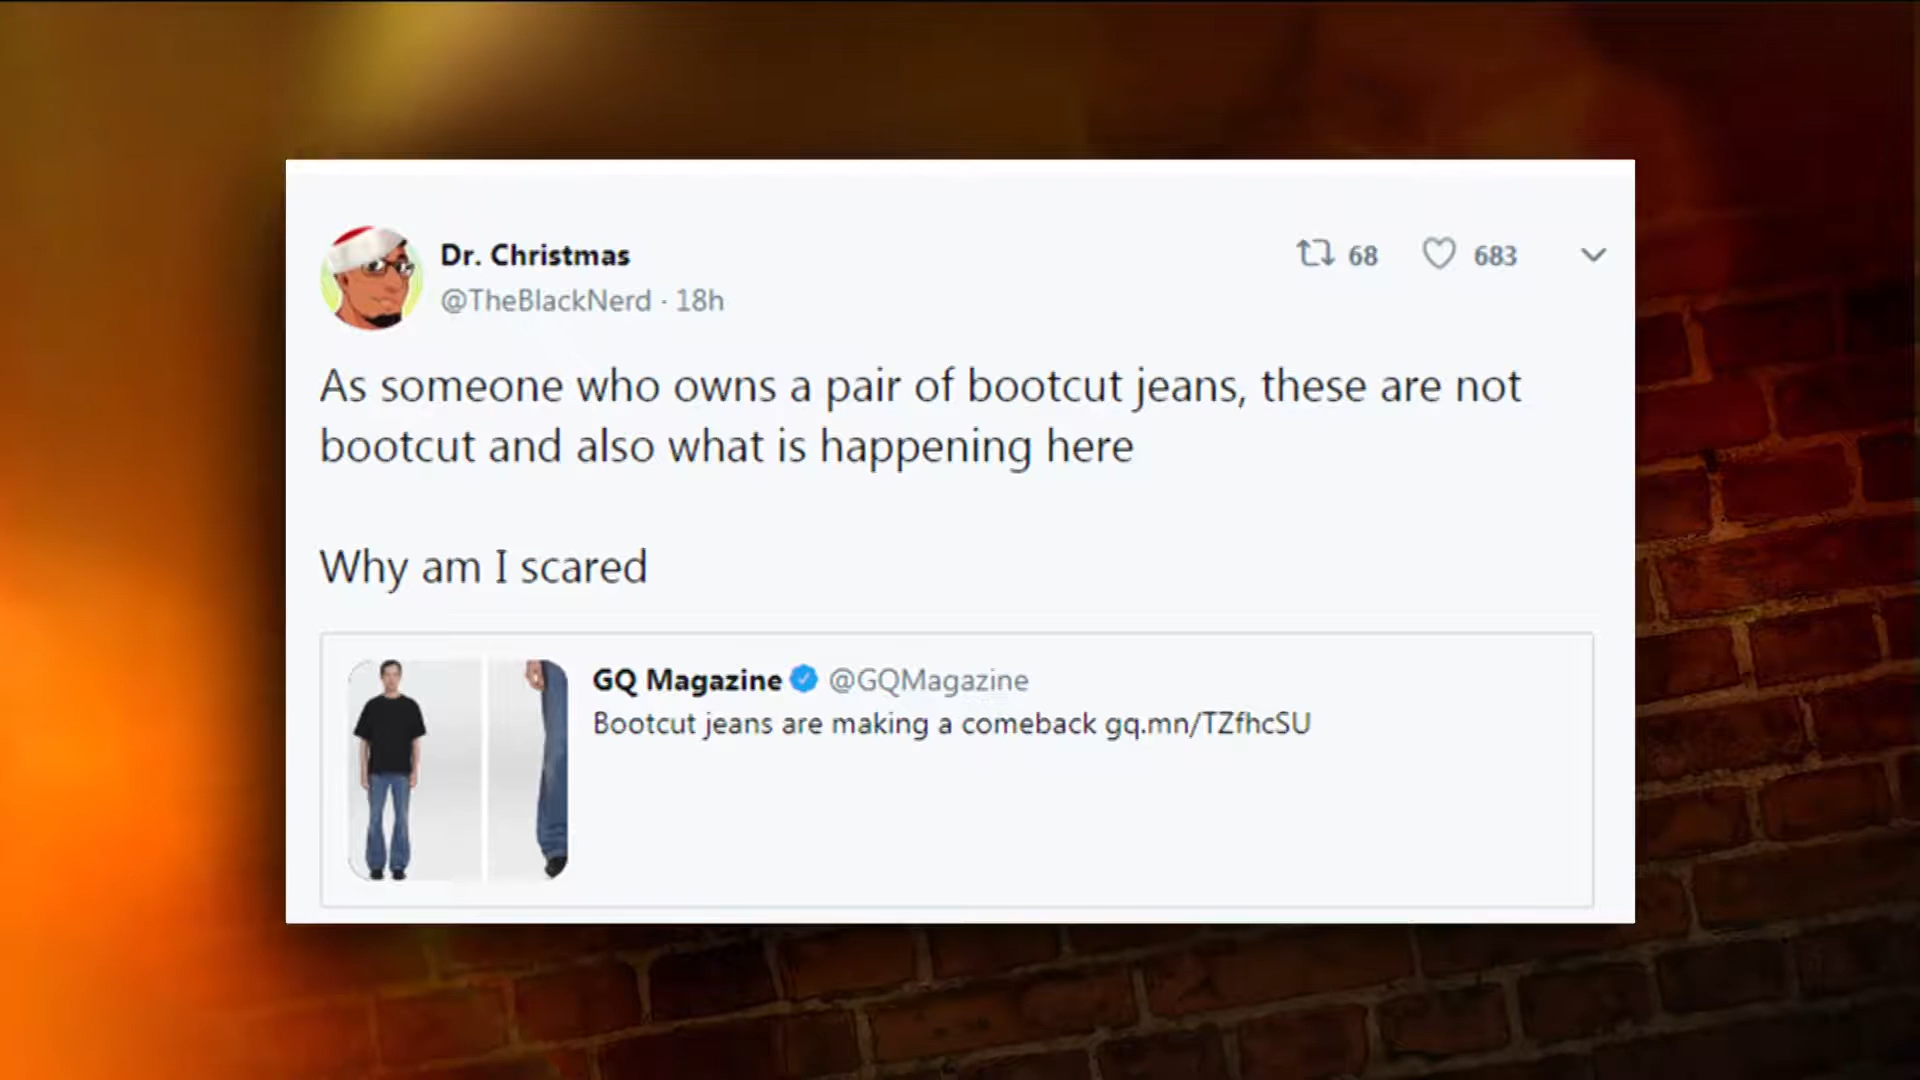 Dr. Christmas
68
683
@TheBlackNerd · 18h
As someone who owns a pair of bootcut jeans, these are not
bootcut and also what is happening here
Why am I scared
GQ Magazine @GQMagazine
Bootcut jeans are making a comeback gq.mn/TZfhcSU